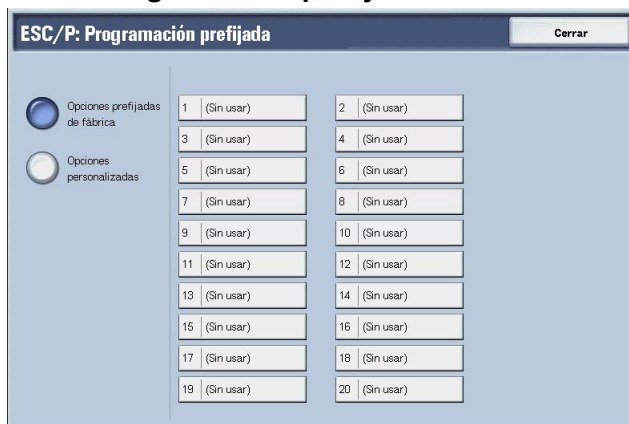 ESC/P: Programación prefijada
Cerrar
Opciones prefijadas
de fábrica
Opciones
personalizadas
1 (Sin usar)
2 (Sin usar)
3 (Sin usar)
4 (Sin usar)
5 (Sin usar)
6 (Sin usar)
7 (Sin usar)
8 (Sin usar)
9 (Sin usar)
10 (Sin usar)
11 (Sin usar)
12 (Sin usar)
13 (Sin usar)
14 (Sin usar)
15 (Sin usar)
16 (Sin usar)
17 (Sin usar)
18 (Sin usar)
19 (Sin usar)
20 (Sin usar)